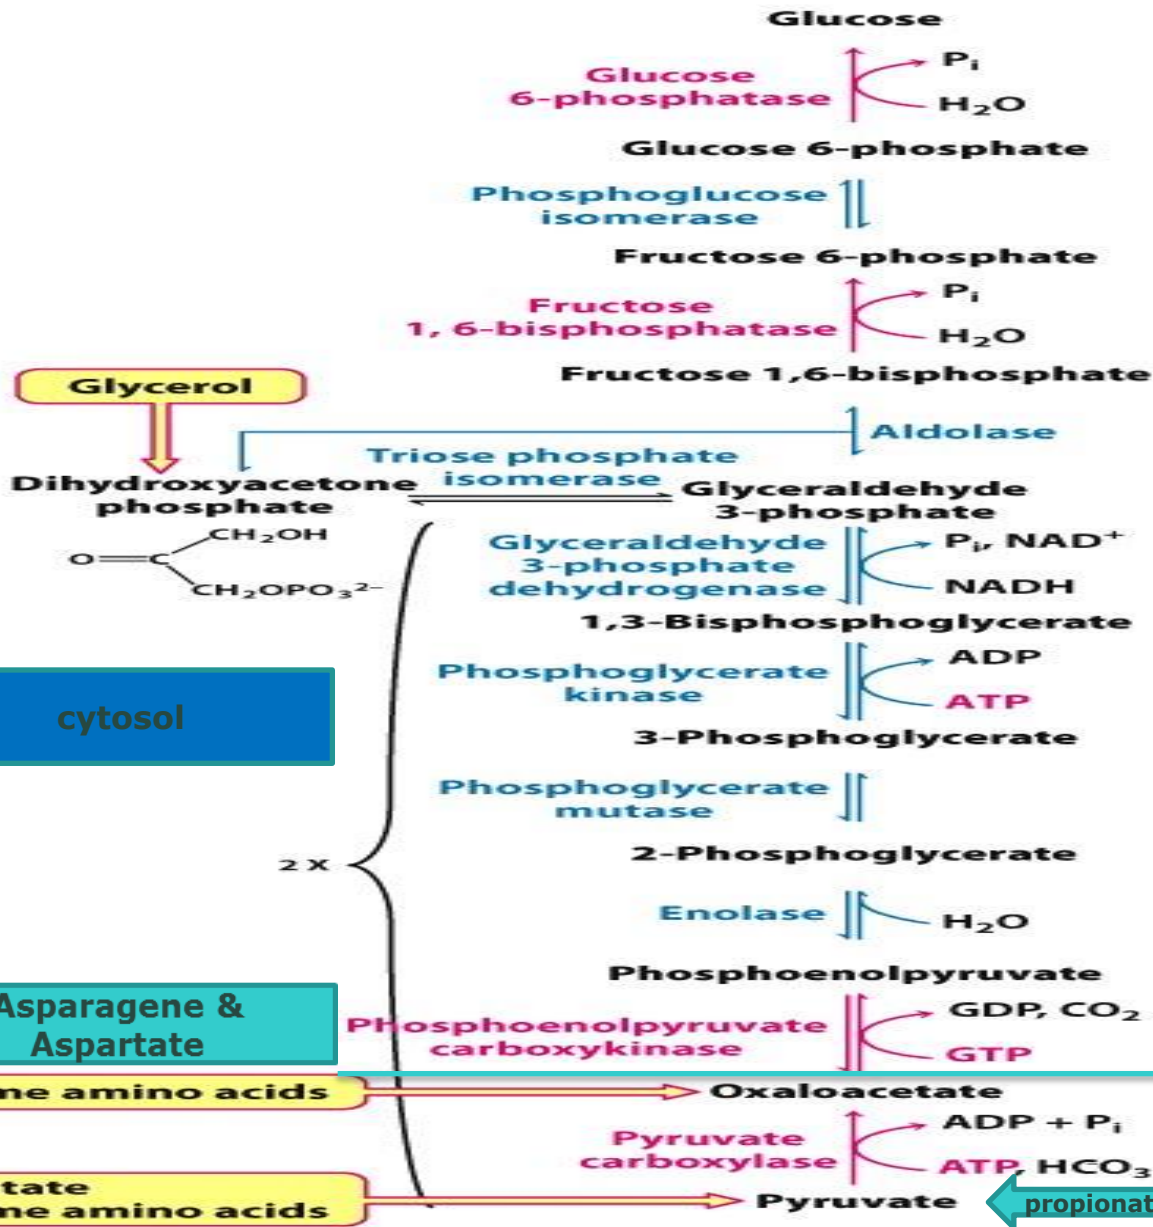 Glucose
Glucose
6-phosphatase
Pi
H2O
Glucose 6-phosphate
Phosphoglucose
isomerase
Fructose 6-phosphate
Fructose
1, 6-bisphosphatase
Pi
H2O
Fructose 1,6-bisphosphate
Glycerol
Aldolase
Triose phosphate
isomerase
Dihydroxyacetone
phosphate
Glyceraldehyde
3-phosphate
CH2OH
O=C
CH2OPO3 2–
Glyceraldehyde
3-phosphate
dehydrogenase
Pi, NAD+
NADH
1,3-Bisphosphoglycerate
Phosphoglycerate
kinase
ADP
ATP
cytosol
3-Phosphoglycerate
Phosphoglycerate
mutase
2 X
2-Phosphoglycerate
Enolase
H2O
Phosphoenolpyruvate
Asparagene &
Aspartate
Phosphoenolpyruvate
carboxykinase
GDP, CO2
GTP
me amino acids
Oxaloacetate
Pyruvate
carboxylase
ADP + Pi
ATP, HCO3
tate
me amino acids
Pyruvate
propionat